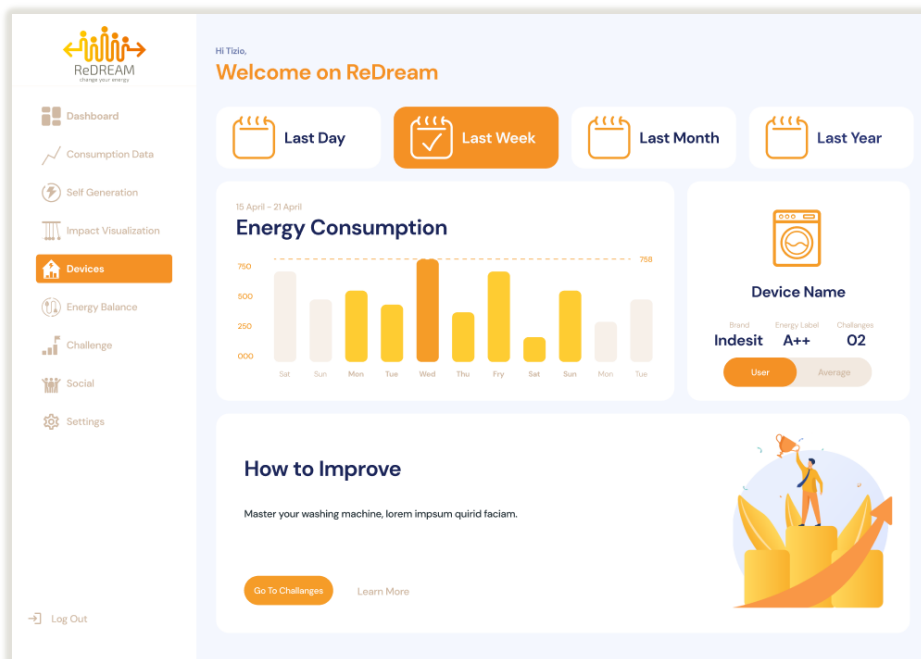 ReDREAM
change your energy
Dashboard
Consumption Data
Self Generation
Impact Visualization
Devices
Energy Balance
Challenge
Social
Settings
Log Out
Hi Tizio,
Welcome on ReDream
Last Day
Last Week
Last Month
Last Year
15 April - 21 April
Energy Consumption
750
500
250
000
758
Sat Sun Mon Tue Wed Thu Fry Sat Sun Mon Tue
Device Name
Brand Energy Label Challenges
Indesit A++ 02
User Average
How to Improve
Master your washing machine, lorem impsum quirid faciam.
Go To Challanges
Learn More